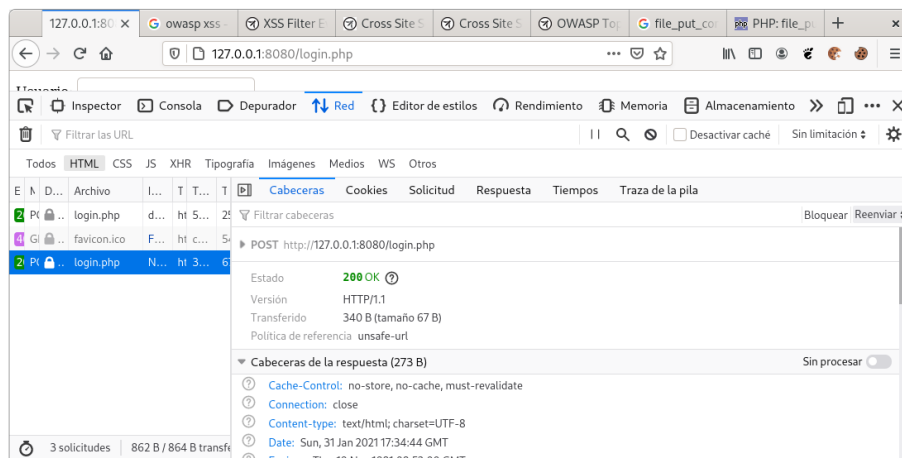 127.0.0.1:80 × owasp xss - XSS Filter E Cross Site S Cross Site S OWASP Top file_put_co PHP: file_pu + ×
127.0.0.1:8080/login.php
Usuario
Inspector Consola Depurador Red Editor de estilos Rendimiento Memoria Almacenamiento
Filtrar las URL Desactivar caché Sin limitación
Todos HTML CSS JS XHR Tipografía Imágenes Medios WS Otros
E M D... Archivo I... T T... T Cabeceras Cookies Solicitud Respuesta Tiempos Traza de la pila
login.php d... ht 5... Filtrar cabeceras Bloquear Reenviar
favicon.ico F... ht c...
POST http://127.0.0.1:8080/login.php
login.php N... ht 3...
Estado 200 OK
Versión HTTP/1.1
Transferido 340 B (tamaño 67 B)
Política de referencia unsafe-url
Cabeceras de la respuesta (273 B) Sin procesar
Cache-Control: no-store, no-cache, must-revalidate
Connection: close
Content-type: text/html; charset=UTF-8
3 solicitudes 862 B / 864 B transfe Date: Sun, 31 Jan 2021 17:34:44 GMT